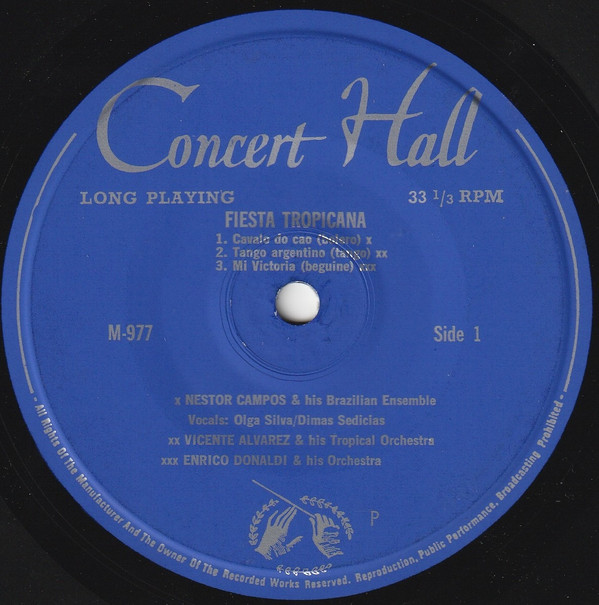 Concert Hall
LONG PLAYING 33 1/3 RPM
FIESTA TROPICANA
1. Cavalo do cao (bolero) x
2. Tango argentino (tango) xx
3. Mi Victoria (beguine) xxx
M-977 Side 1
x NESTOR CAMPOS & his Brazilian Ensemble
Vocals: Olga Silva/Dimas Sedicias
xx VICENTE ALVAREZ & his Tropical Orchestra
xxx ENRICO DONALDI & his Orchestra
P
- All Rights Of The Manufacturer And The Owner Of The Recorded Works Reserved. Reproduction, Public Performance, Broadcasting Prohibited -